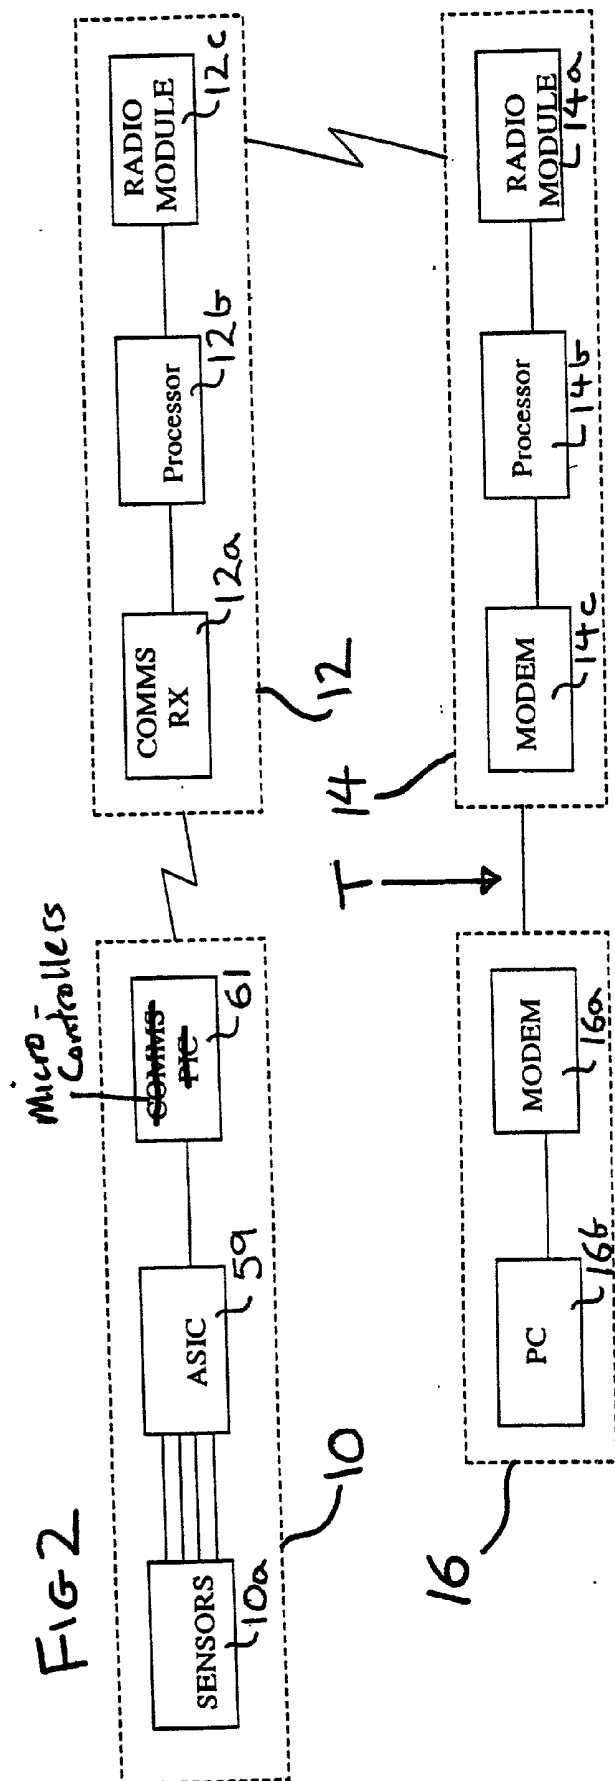 FIG 2
SENSORS
10a
ASIC
59
COMMS
PIC
61
Micro-
Controllers
10
COMMS
RX
12a
Processor
12b
RADIO
MODULE
12c
12
PC
16b
MODEM
16a
16
T
MODEM
14c
Processor
14b
RADIO
MODULE
14a
14